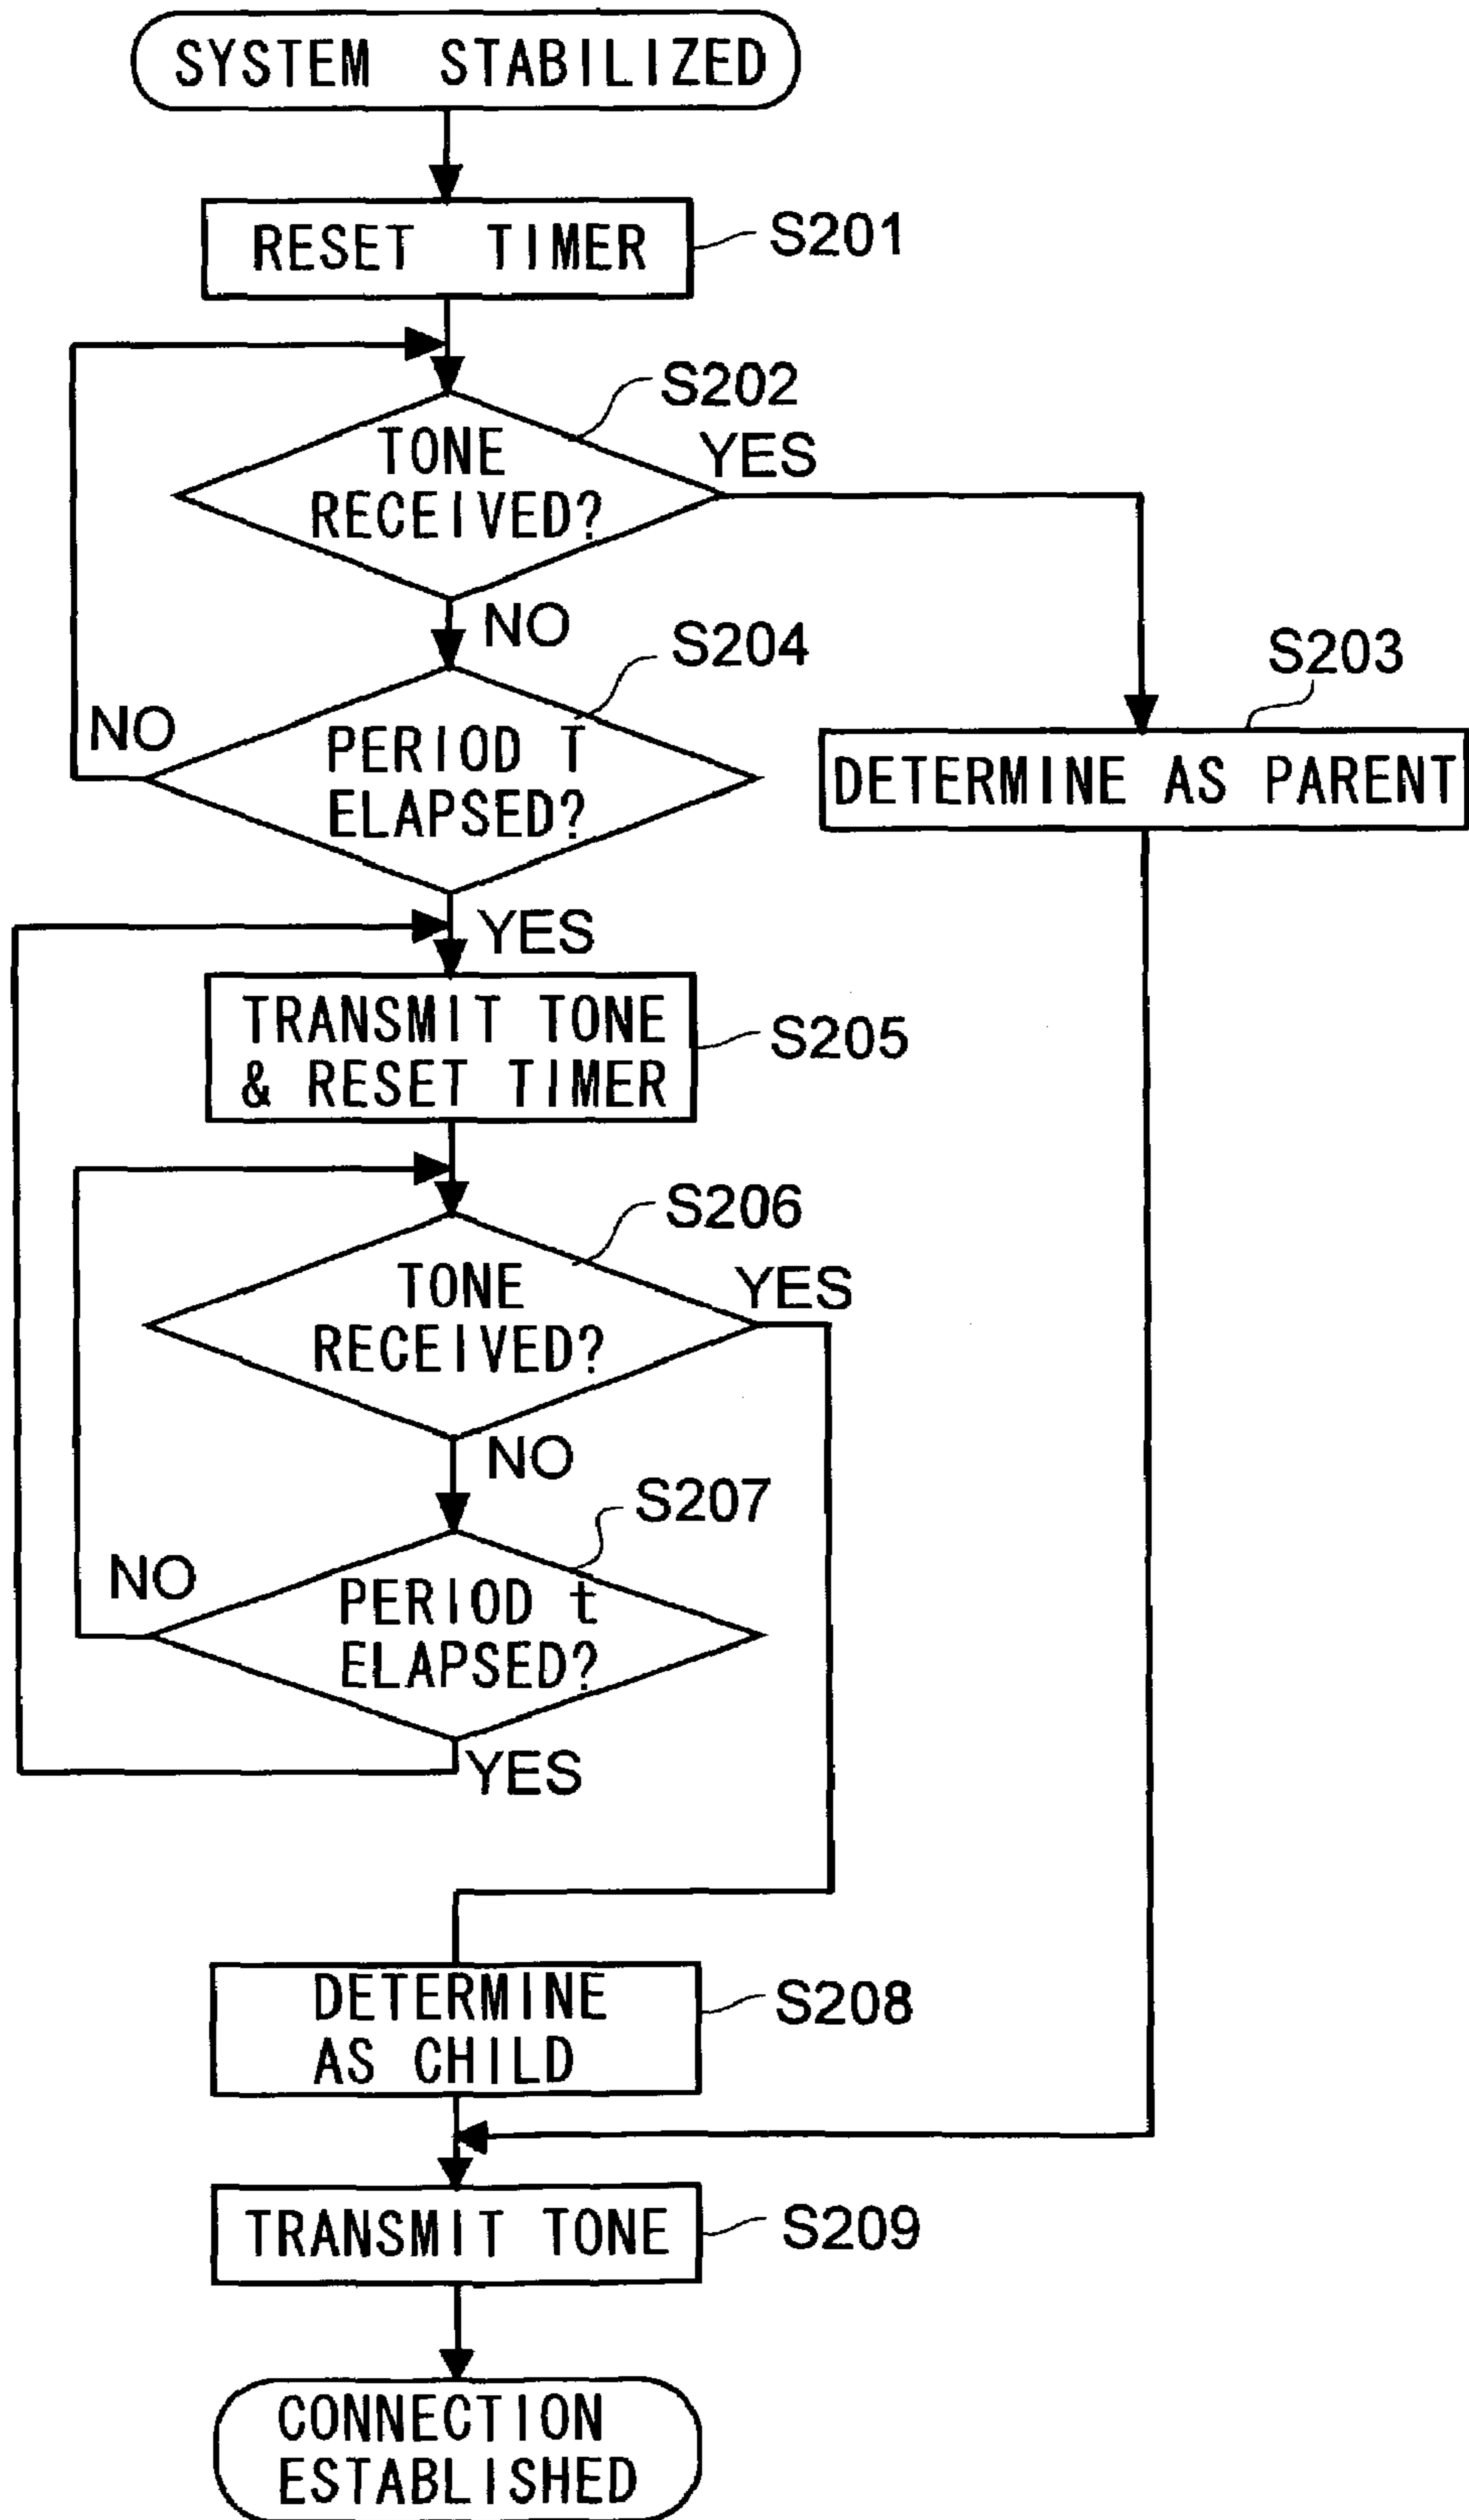 SYSTEM STABILIZED
RESET TIMER
S201
S202
TONE
RECEIVED?
YES
NO
S204
S203
NO
PERIOD T
ELAPSED?
DETERMINE AS PARENT
YES
TRANSMIT TONE
& RESET TIMER
S205
S206
TONE
RECEIVED?
YES
NO
S207
NO
PERIOD t
ELAPSED?
YES
DETERMINE
AS CHILD
S208
TRANSMIT TONE
S209
CONNECTION
ESTABLISHED